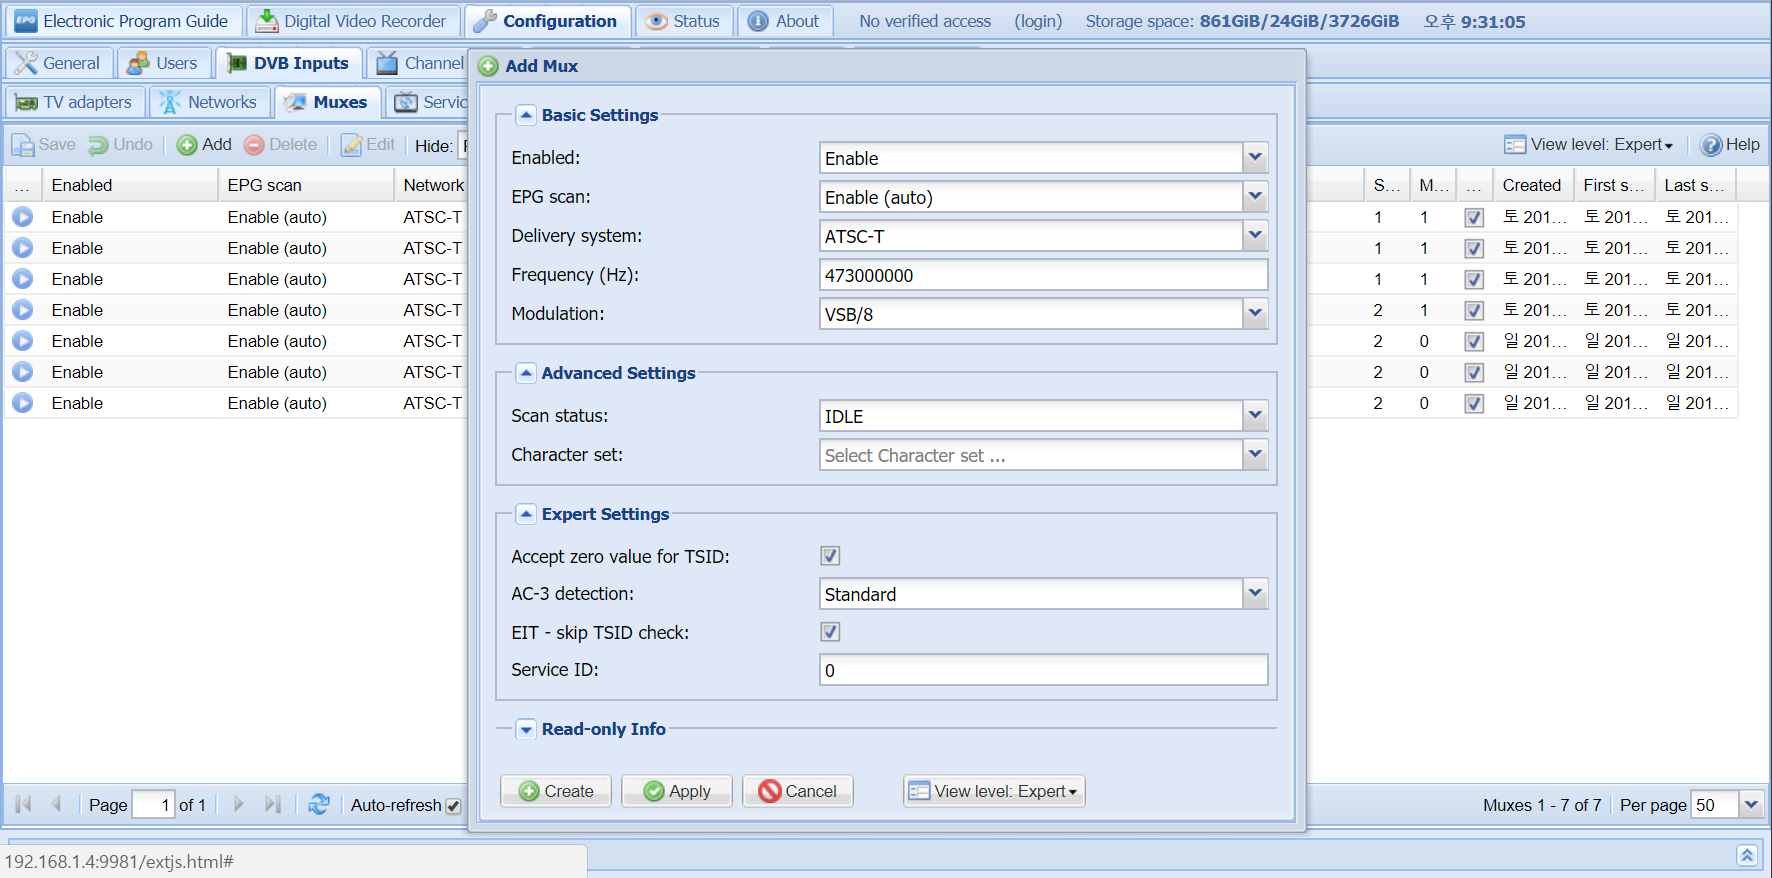 EPG Electronic Program Guide Digital Video Recorder Configuration Status About No verified access (login) Storage space: 861GiB/24GiB/3726GiB 오후 9:31:05
General Users DVB Inputs Channel
Add Mux
TV adapters Networks Muxes Servic
Save Undo Add Delete Edit Hide:
View level: Expert Help
... Enabled EPG scan Network
S... M... ... Created First s... Last s...
Enable Enable (auto) ATSC-T 1 1 토 201... 토 201... 토 201...
Enable Enable (auto) ATSC-T 1 1 토 201... 토 201... 토 201...
Enable Enable (auto) ATSC-T 1 1 토 201... 토 201... 토 201...
Enable Enable (auto) ATSC-T 2 1 토 201... 토 201... 토 201...
Enable Enable (auto) ATSC-T 2 0 일 201... 일 201... 일 201...
Enable Enable (auto) ATSC-T 2 0 일 201... 일 201... 일 201...
Enable Enable (auto) ATSC-T 2 0 일 201... 일 201... 일 201...
Basic Settings
Enabled: Enable
EPG scan: Enable (auto)
Delivery system: ATSC-T
Frequency (Hz): 473000000
Modulation: VSB/8
Advanced Settings
Scan status: IDLE
Character set: Select Character set ...
Expert Settings
Accept zero value for TSID:
AC-3 detection: Standard
EIT - skip TSID check:
Service ID: 0
Read-only Info
Create Apply Cancel View level: Expert
Page 1 of 1 Auto-refresh
Muxes 1 - 7 of 7 Per page 50
192.168.1.4:9981/extjs.html#